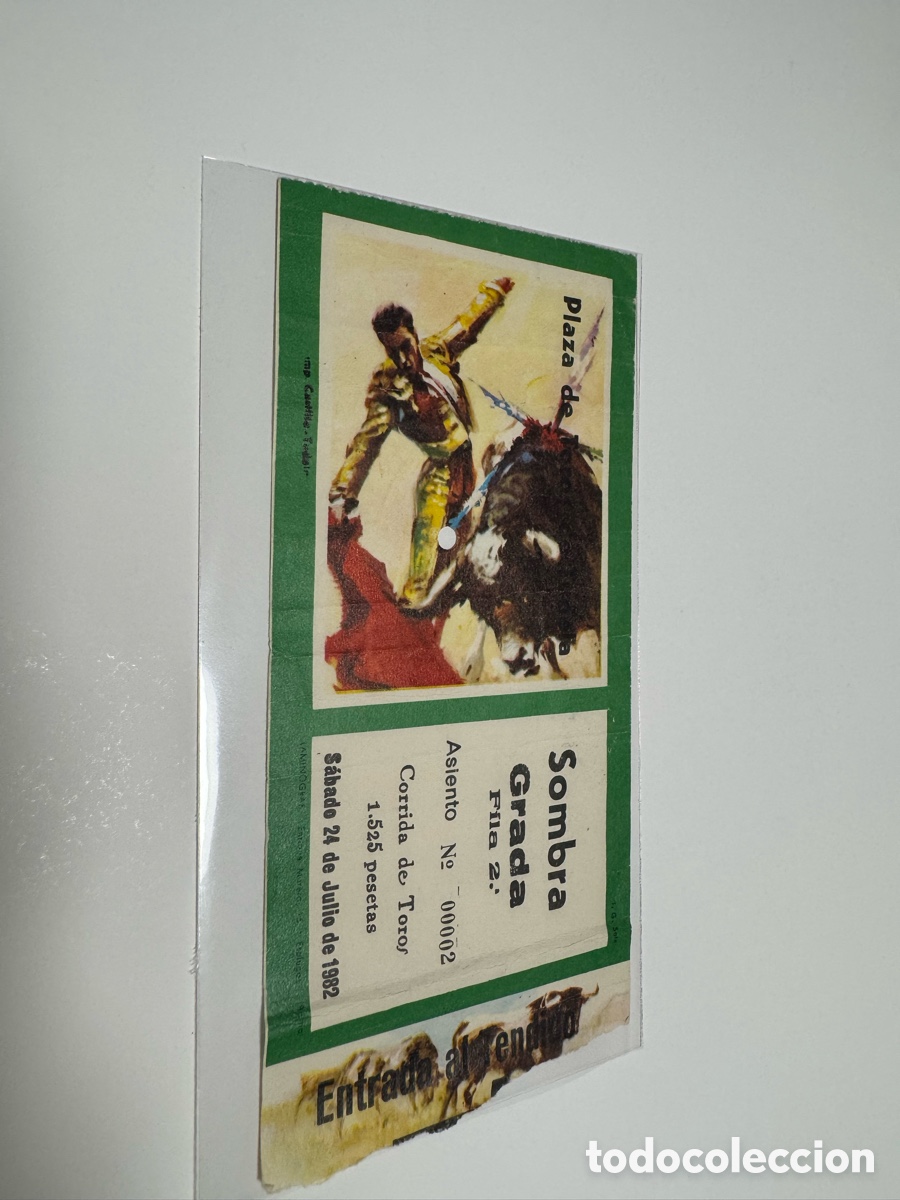 Plaza de
Sombra
Grada
Fila 2.ª
Asiento Nº 00002
Corrida de Toros
1.525 pesetas
Sábado 24 de Julio de 1982
Entrada al Tendido
todocoleccion